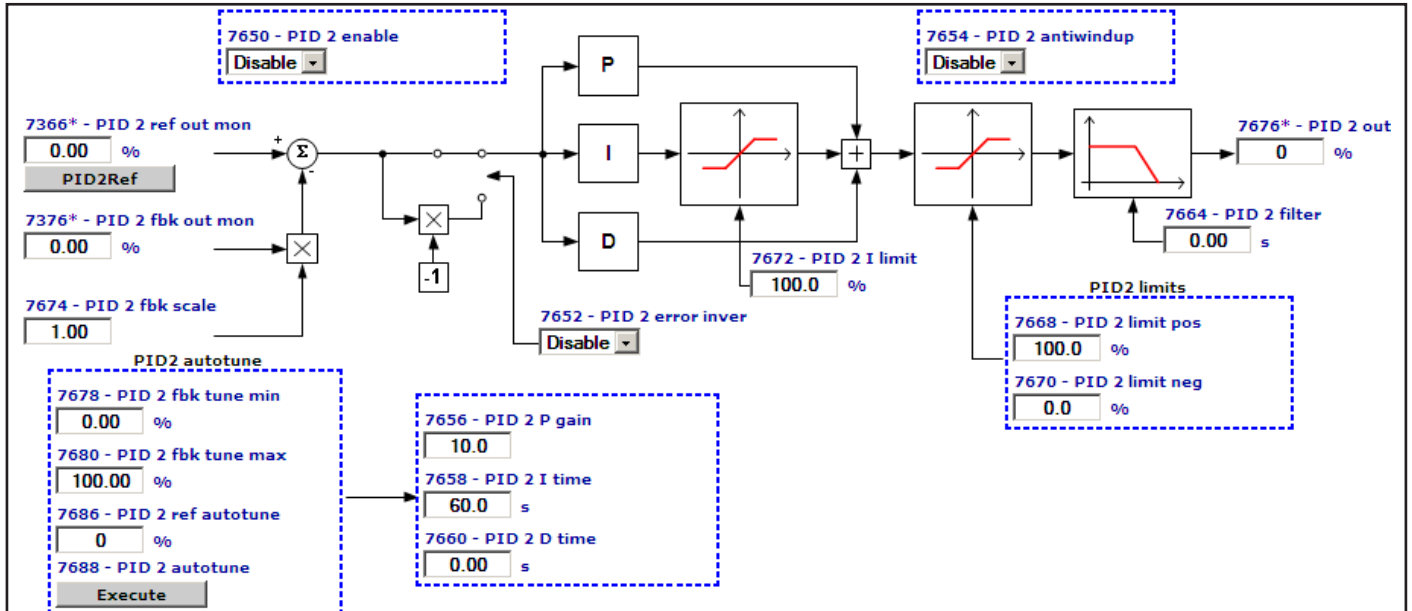 7650 - PID 2 enable
Disable
7654 - PID 2 antiwindup
Disable
P
7366* - PID 2 ref out mon
0.00 %
PID2Ref
+
Σ
-
I
+
7676* - PID 2 out
0 %
7376* - PID 2 fbk out mon
0.00 %
×
×
-1
D
7664 - PID 2 filter
0.00 s
7672 - PID 2 I limit
100.0 %
7674 - PID 2 fbk scale
1.00
7652 - PID 2 error inver
Disable
PID2 limits
7668 - PID 2 limit pos
100.0 %
7670 - PID 2 limit neg
0.0 %
PID2 autotune
7678 - PID 2 fbk tune min
0.00 %
7680 - PID 2 fbk tune max
100.00 %
7686 - PID 2 ref autotune
0 %
7688 - PID 2 autotune
Execute
7656 - PID 2 P gain
10.0
7658 - PID 2 I time
60.0 s
7660 - PID 2 D time
0.00 s